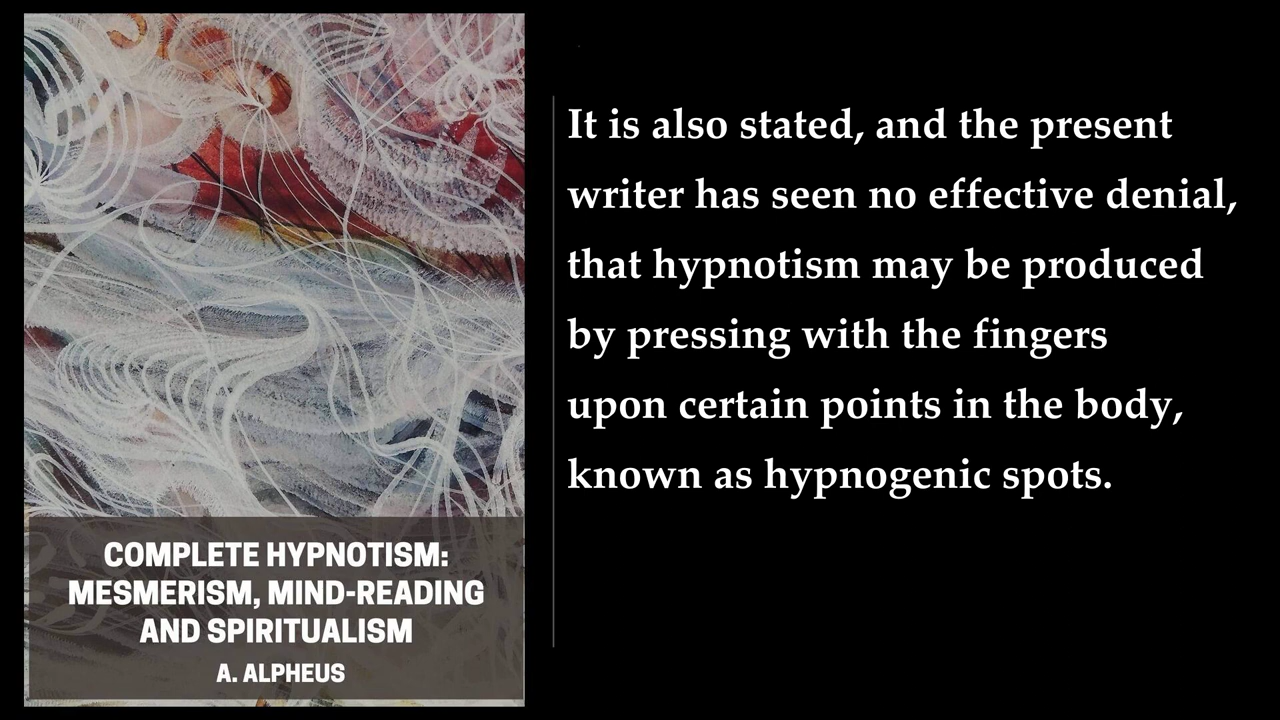 COMPLETE HYPNOTISM:
MESMERISM, MIND-READING
AND SPIRITUALISM
A. ALPHEUS
It is also stated, and the present
writer has seen no effective denial,
that hypnotism may be produced
by pressing with the fingers
upon certain points in the body,
known as hypnogenic spots.